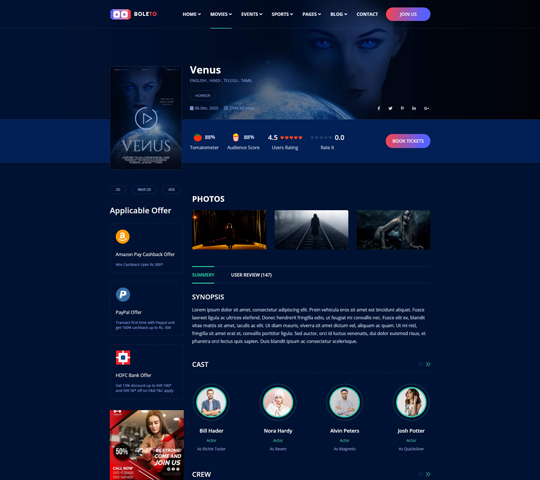 BOLETO
HOME MOVIES EVENTS SPORTS PAGES BLOG CONTACT JOIN US
Venus
ENGLISH , HINDI , TELEGU , TAMIL
HORROR
06 Dec, 2020
VENUS
88% 88% 4.5 0.0
Tomatometer Audience Score Users Rating Rate It
BOOK TICKETS
2D IMAX 2D 4DX
Applicable Offer
Amazon Pay Cashback Offer
Win Cashback Upto Rs 300*
PayPal Offer
Transact first time with Paypal and
get 100% cashback up to Rs. 500
HDFC Bank Offer
Get 15% discount up to INR 100*
and INR 50* off on F&B T&C apply
50%
BE STRONG!
COME AND
JOIN US
CALL NOW
PHOTOS
SUMMERY USER REVIEW (147)
SYNOPSIS
Lorem ipsum dolor sit amet, consectetur adipiscing elit. Proin vehicula eros sit amet est tincidunt aliquet. Fusce
laoreet ligula ac ultrices eleifend. Donec hendrerit fringilla odio, ut feugiat mi convallis nec. Fusce elit ex, blandit
vitae mattis sit amet, iaculis ac elit. Ut diam mauris, viverra sit amet dictum vel, aliquam ac quam. Ut mi nisl,
fringilla sit amet erat et, convallis porttitor ligula. Sed auctor, orci id luctus venenatis, dui dolor euismod risus, et
pharetra orci lectus quis sapien. Duis blandit ipsum ac consectetur scelerisque.
CAST
Bill Hader Nora Hardy Alvin Peters Josh Potter
Actor Actor Actor Actor
As Richie Tozier As Raven As Magneto As Quicksilver
CREW